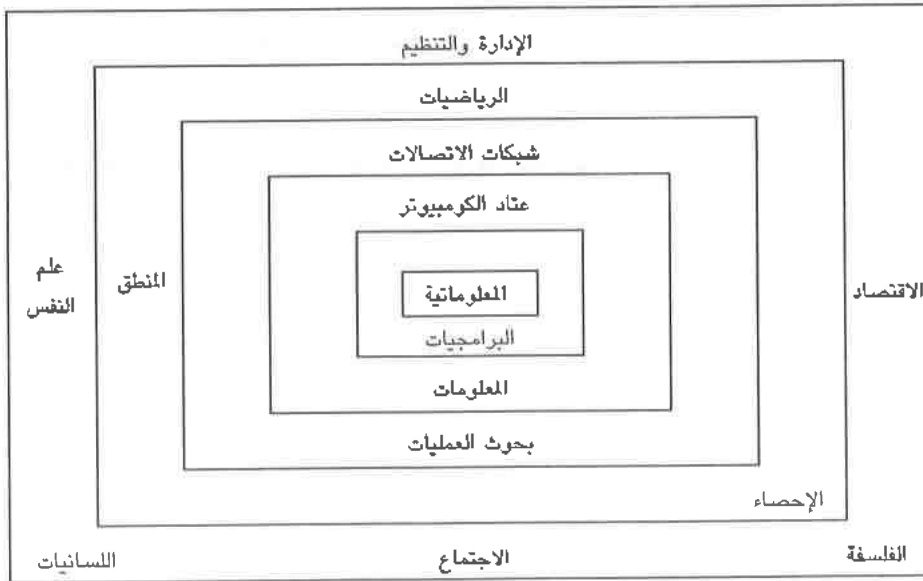 الإدارة والتنظيم
الرياضيات
شبكات الاتصالات
عتاد الكومبيوتر
الاقتصاد
المعلوماتية
المنطق
علم
النفس
البرامجيات
المعلومات
بحوث العمليات
الإحصاء
الفلسفة
الاجتماع
اللسانيات